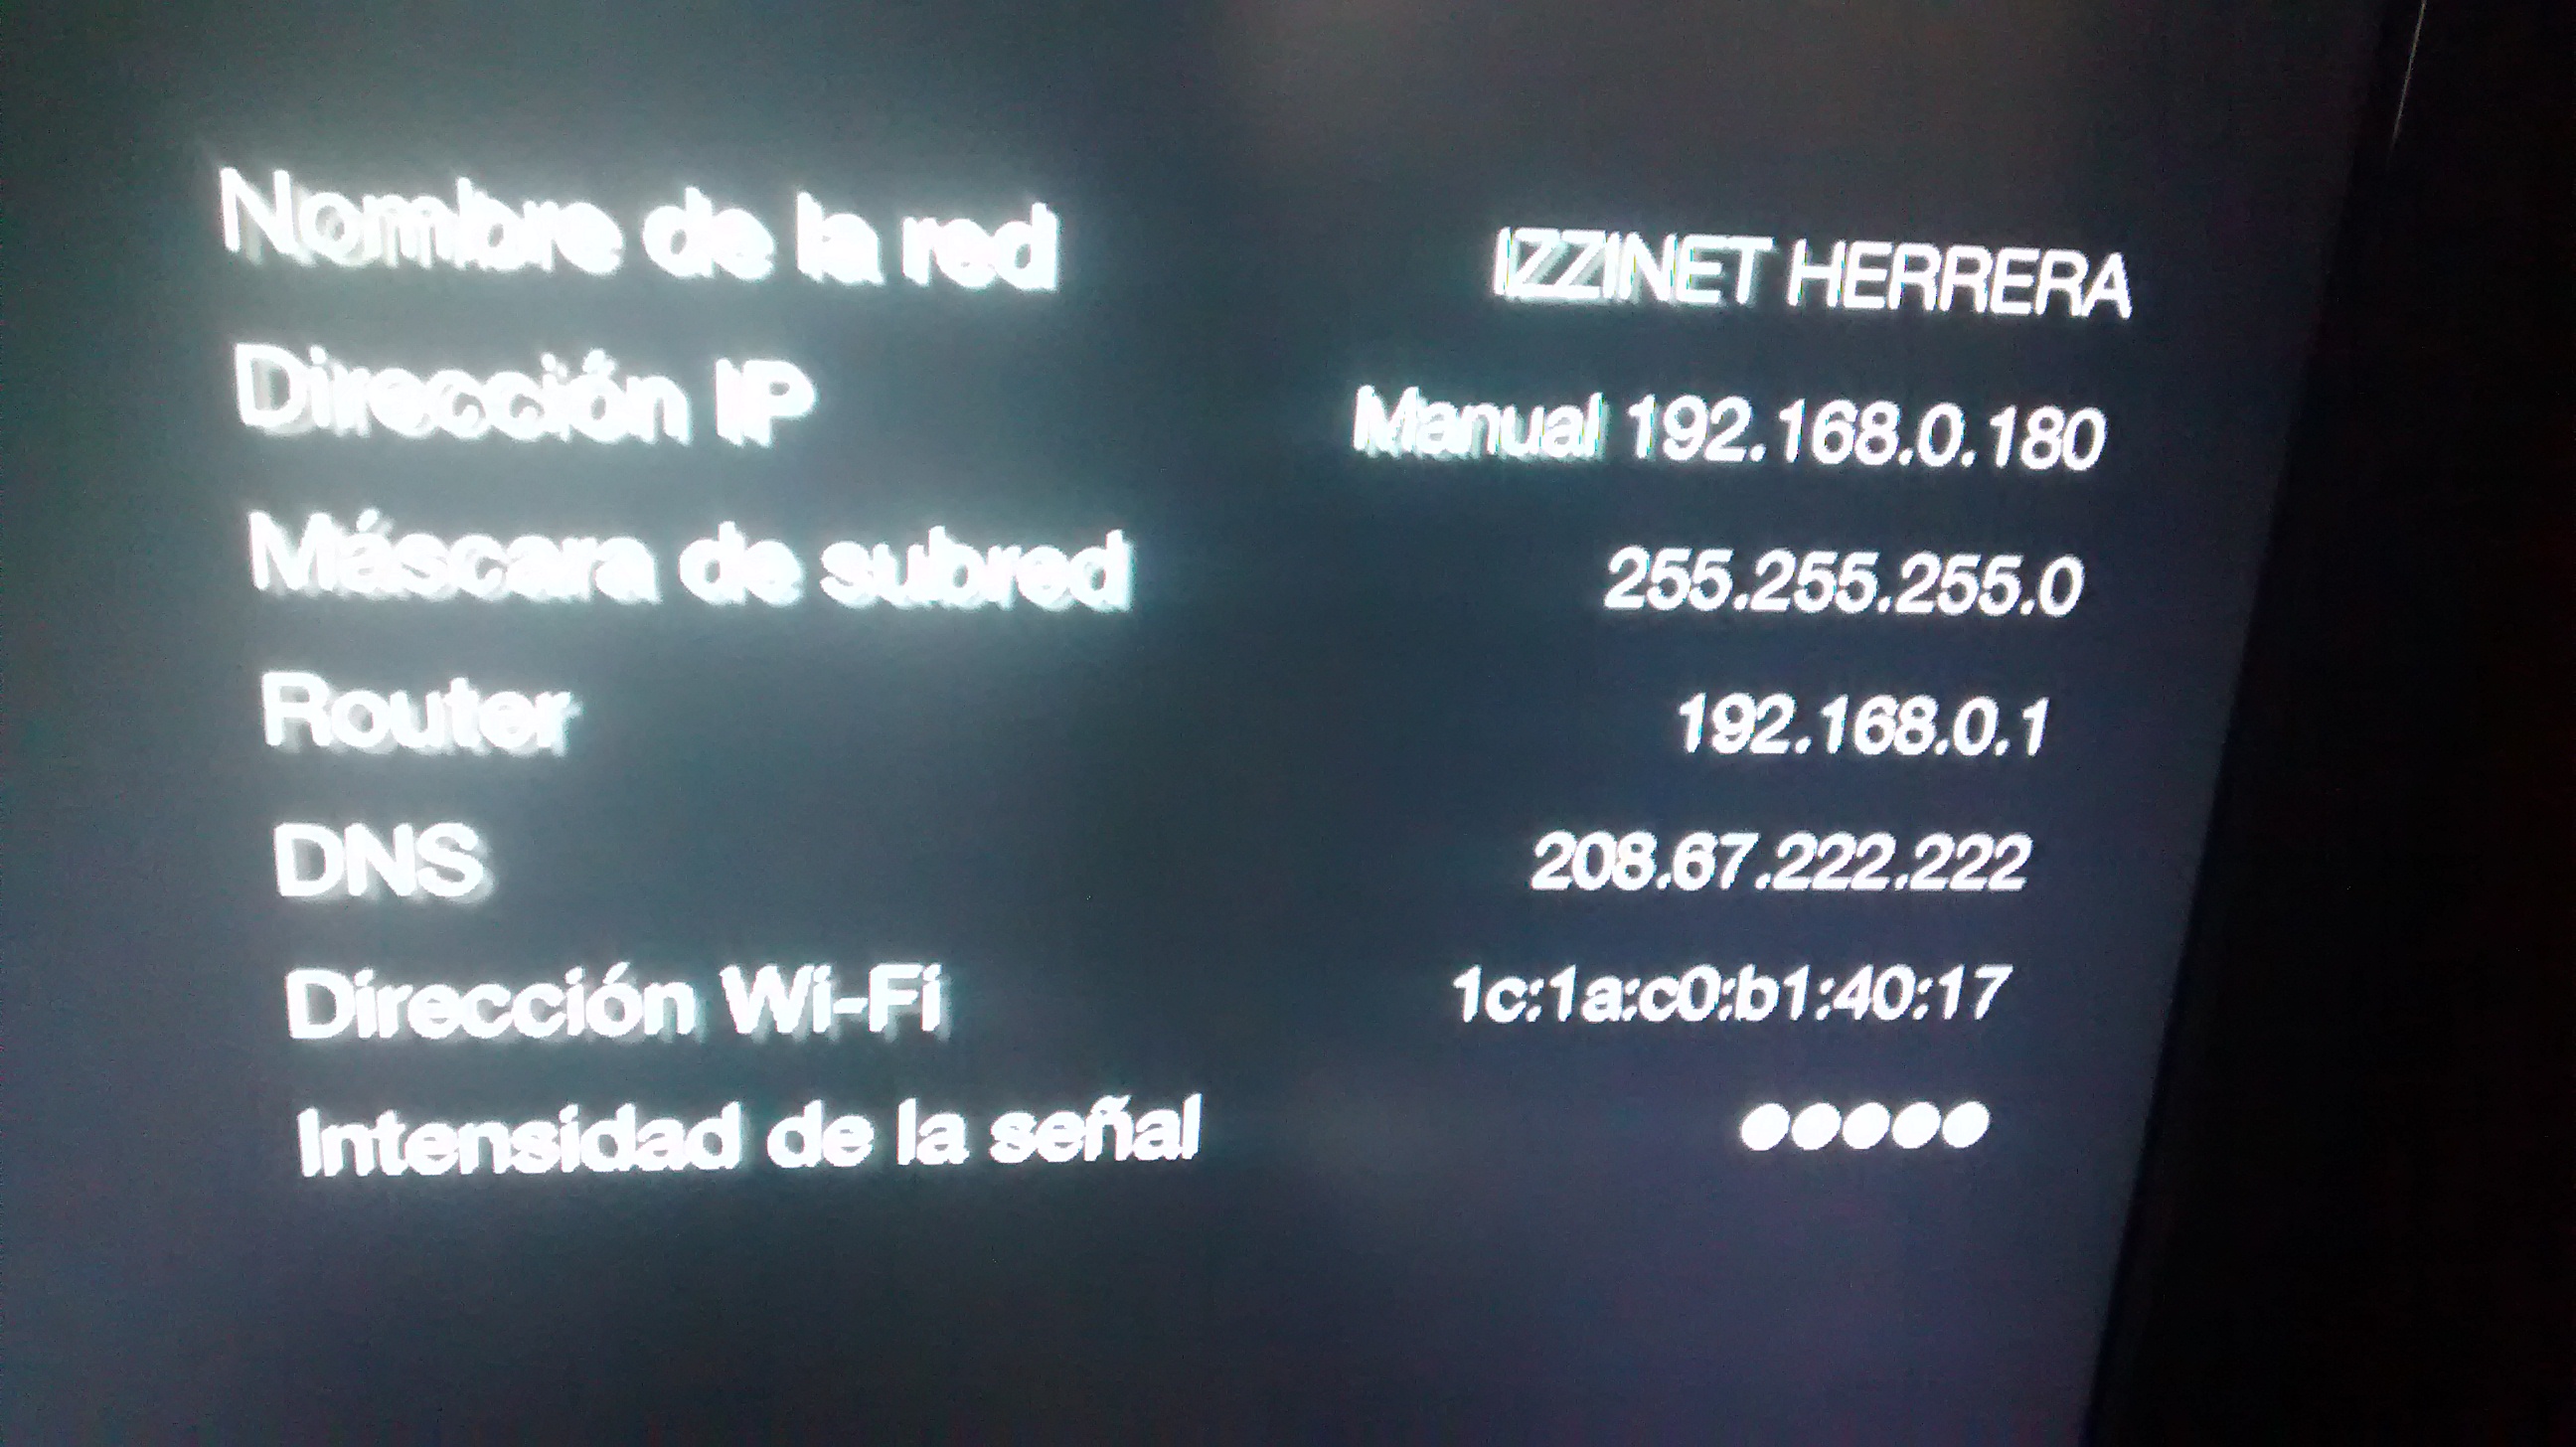 Nombre de la red IZZINET HERRERA
Dirección IP Manual 192.168.0.180
Máscara de subred 255.255.255.0
Router 192.168.0.1
DNS 208.67.222.222
Dirección Wi-Fi 1c:1a:c0:b1:40:17
Intensidad de la señal ●●●●●